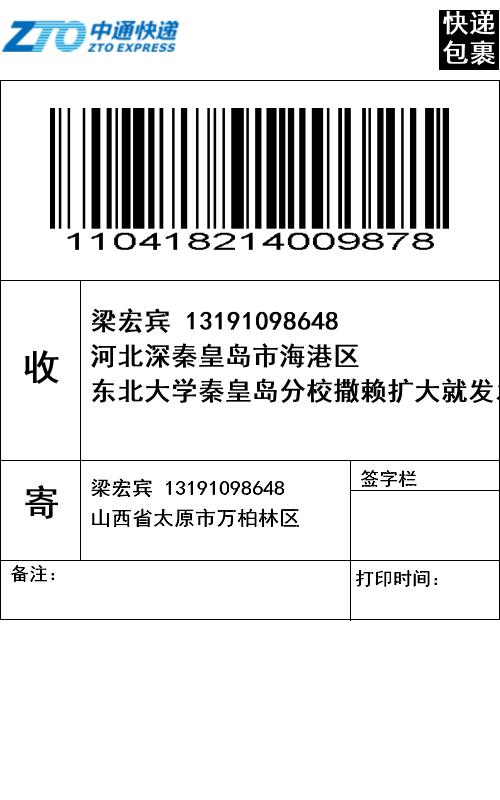 ZTO 中通快递
ZTO EXPRESS
快递
包裹
110418214009878
收
梁宏宾 13191098648
河北深秦皇岛市海港区
东北大学秦皇岛分校撒赖扩大就发
寄
梁宏宾 13191098648
山西省太原市万柏林区
签字栏
备注：
打印时间：